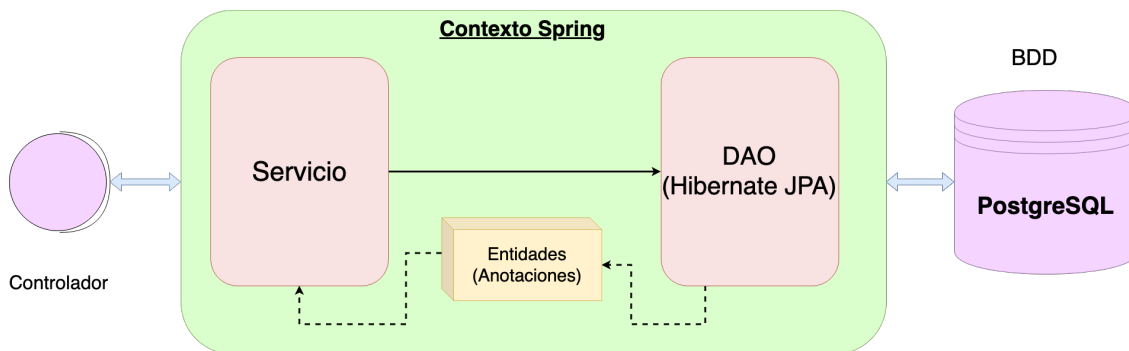 Contexto Spring
BDD
Servicio
DAO
(Hibernate JPA)
PostgreSQL
Entidades
(Anotaciones)
Controlador